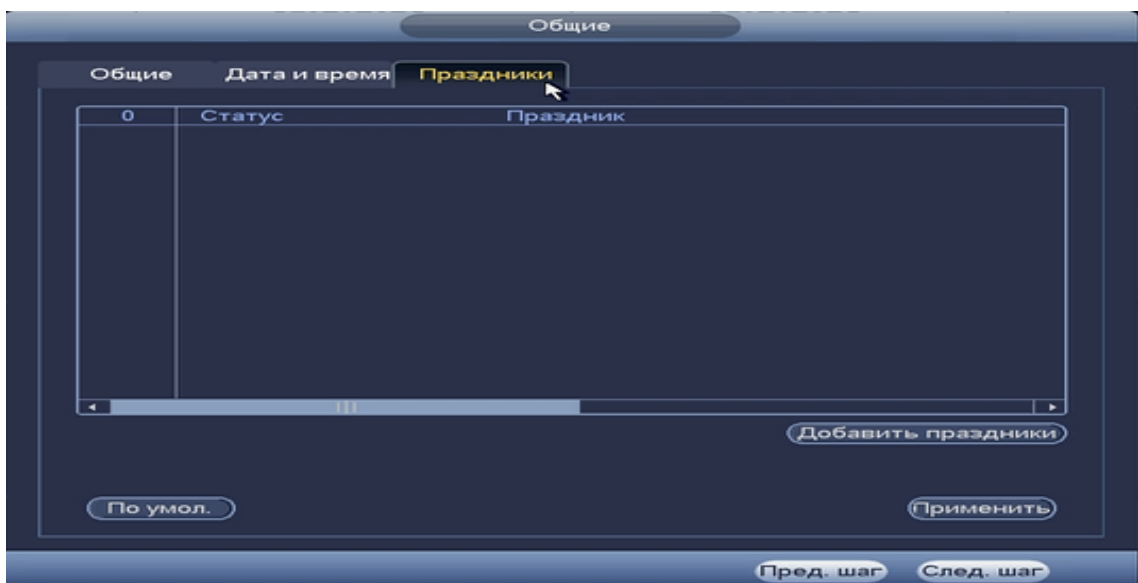 Общие
Общие Дата и время Праздники
0 Статус Праздник
Добавить праздники
По умол. Применить
Пред. шаг След. шаг